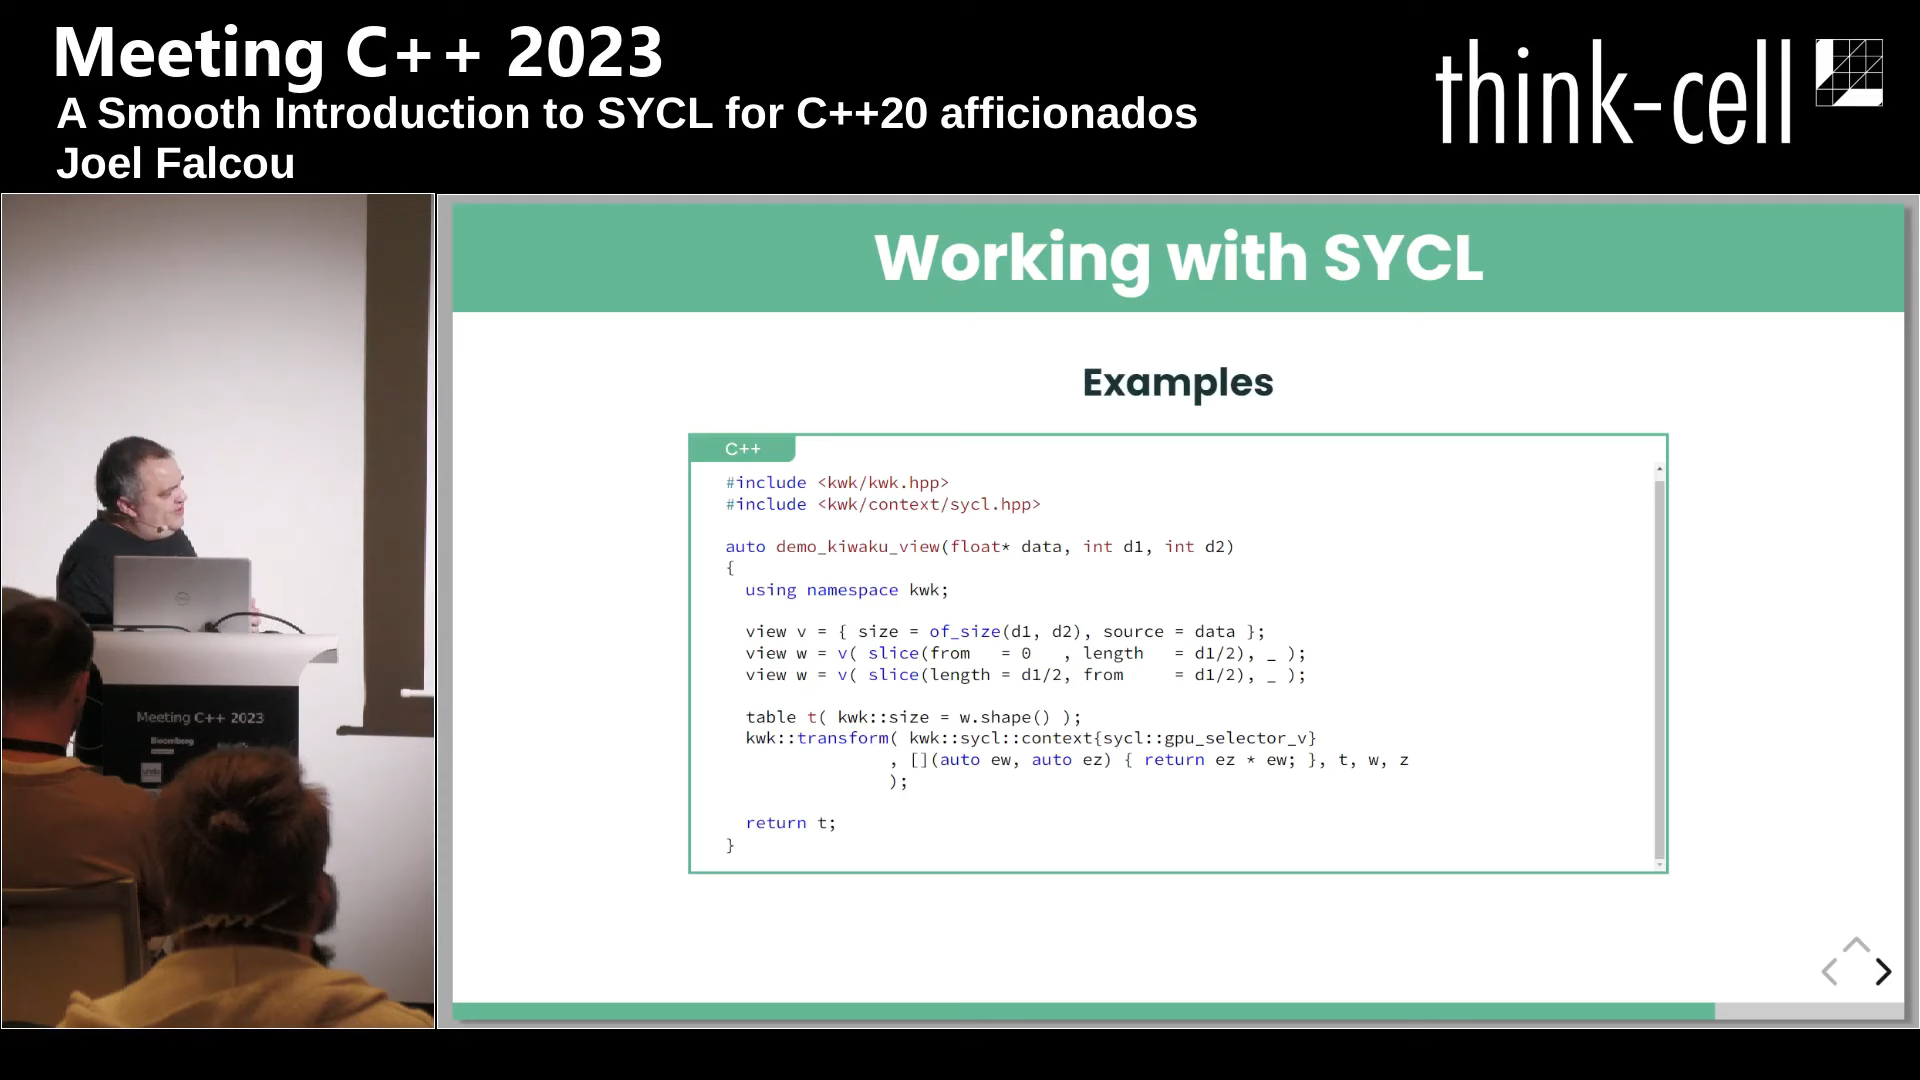 Meeting C++ 2023
A Smooth Introduction to SYCL for C++20 afficionados
Joel Falcou
think-cell
Working with SYCL
Examples
C++
#include <kwk/kwk.hpp>
#include <kwk/context/sycl.hpp>
auto demo_kiwaku_view(float* data, int d1, int d2)
{
using namespace kwk;
view v = { size = of_size(d1, d2), source = data };
view w = v( slice(from   = 0   , length   = d1/2), _ );
view w = v( slice(length = d1/2, from     = d1/2), _ );
table t( kwk::size = w.shape() );
kwk::transform( kwk::sycl::context{sycl::gpu_selector_v}
, [](auto ew, auto ez) { return ez * ew; }, t, w, z
);
return t;
}
Meeting C++ 2023
Bloomberg
undo